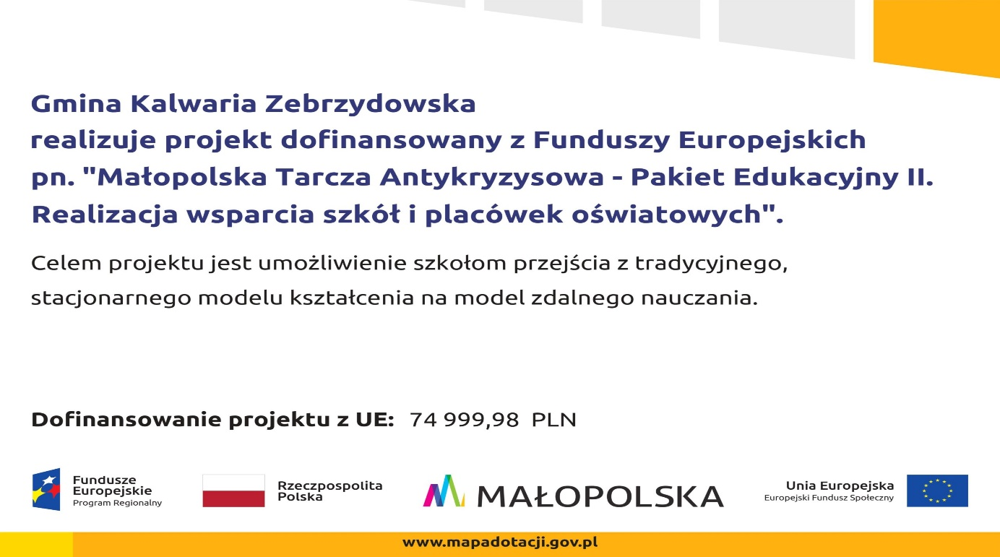 Gmina Kalwaria Zebrzydowska
realizuje projekt dofinansowany z Funduszy Europejskich
pn. "Małopolska Tarcza Antykryzysowa - Pakiet Edukacyjny II.
Realizacja wsparcia szkół i placówek oświatowych".
Celem projektu jest umożliwienie szkołom przejścia z tradycyjnego,
stacjonarnego modelu kształcenia na model zdalnego nauczania.
Dofinansowanie projektu z UE: 74 999,98 PLN
Fundusze
Europejskie
Program Regionalny
Rzeczpospolita
Polska
MAŁOPOLSKA
Unia Europejska
Europejski Fundusz Społeczny
www.mapadotacji.gov.pl